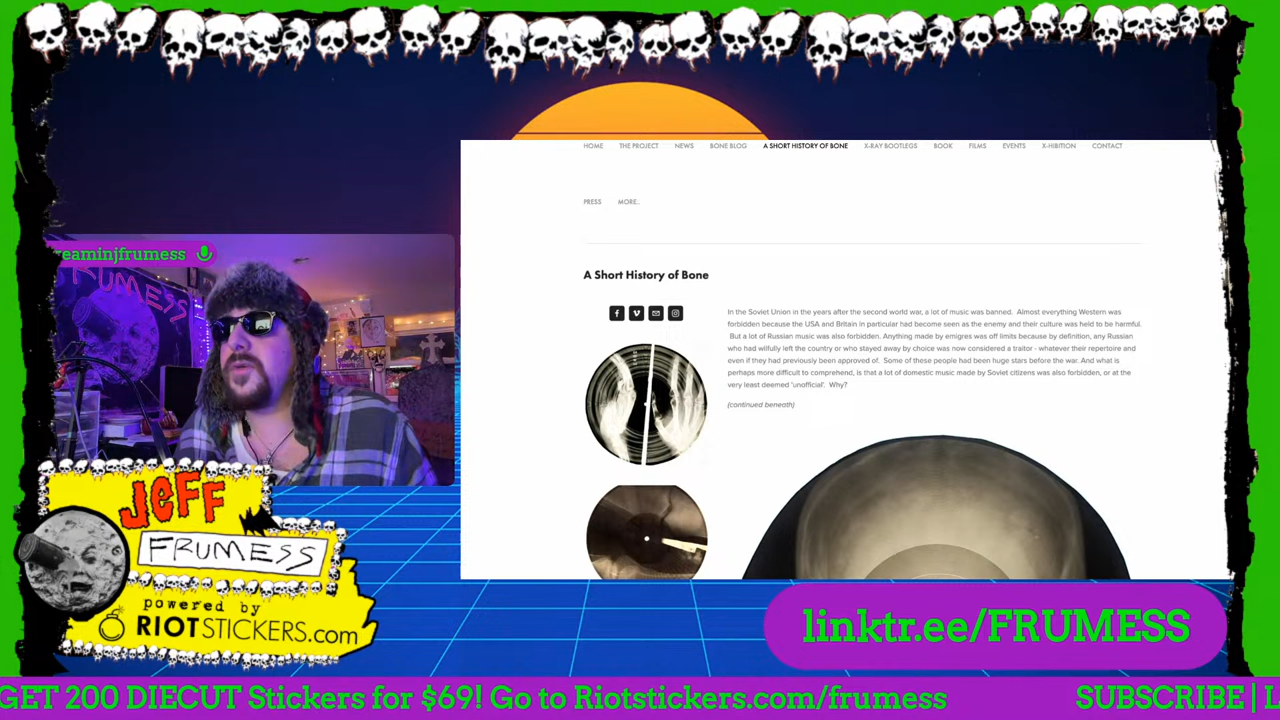 HOME THE PROJECT NEWS BONE BLOG A SHORT HISTORY OF BONE X-RAY BOOTLEGS BOOK FILMS EVENTS X-HIBITION CONTACT
PRESS MORE..
A Short History of Bone
In the Soviet Union in the years after the second world war, a lot of music was banned. Almost everything Western was
forbidden because the USA and Britain in particular had become seen as the enemy and their culture was held to be harmful.
But a lot of Russian music was also forbidden. Anything made by emigres was off limits because by definition, any Russian
who had wilfully left the country or who stayed away by choice was now considered a traitor - whatever their repertoire and
even if they had previously been approved of. Some of these people had been huge stars before the war. And what is
perhaps more difficult to comprehend, is that a lot of domestic music made by Soviet citizens was also forbidden, or at the
very least deemed 'unofficial'. Why?
(continued beneath)
reaminjfrumess
FRUMESS
JEFF
FRUMESS
powered by
RIOTSTICKERS.com
linktr.ee/FRUMESS
GET 200 DIECUT Stickers for $69! Go to Riotstickers.com/frumess SUBSCRIBE | L